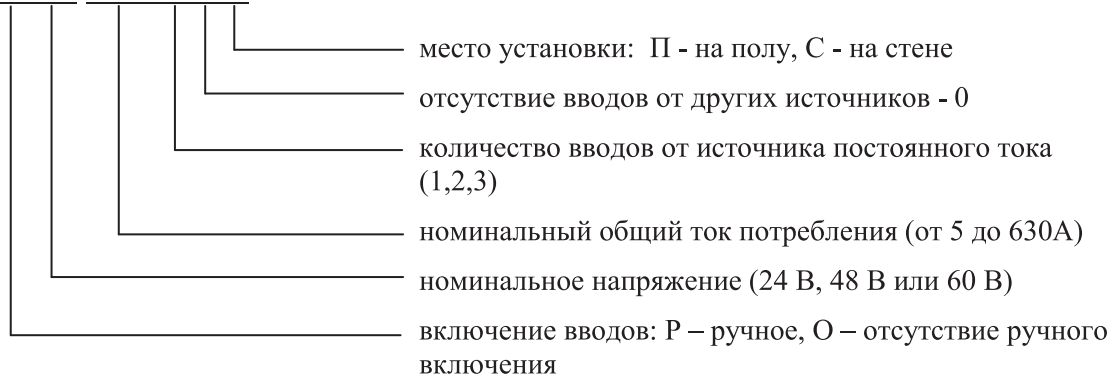 место установки: П - на полу, С - на стене
отсутствие вводов от других источников - 0
количество вводов от источника постоянного тока
(1,2,3)
номинальный общий ток потребления (от 5 до 630А)
номинальное напряжение (24 В, 48 В или 60 В)
включение вводов: Р – ручное, О – отсутствие ручного
включения